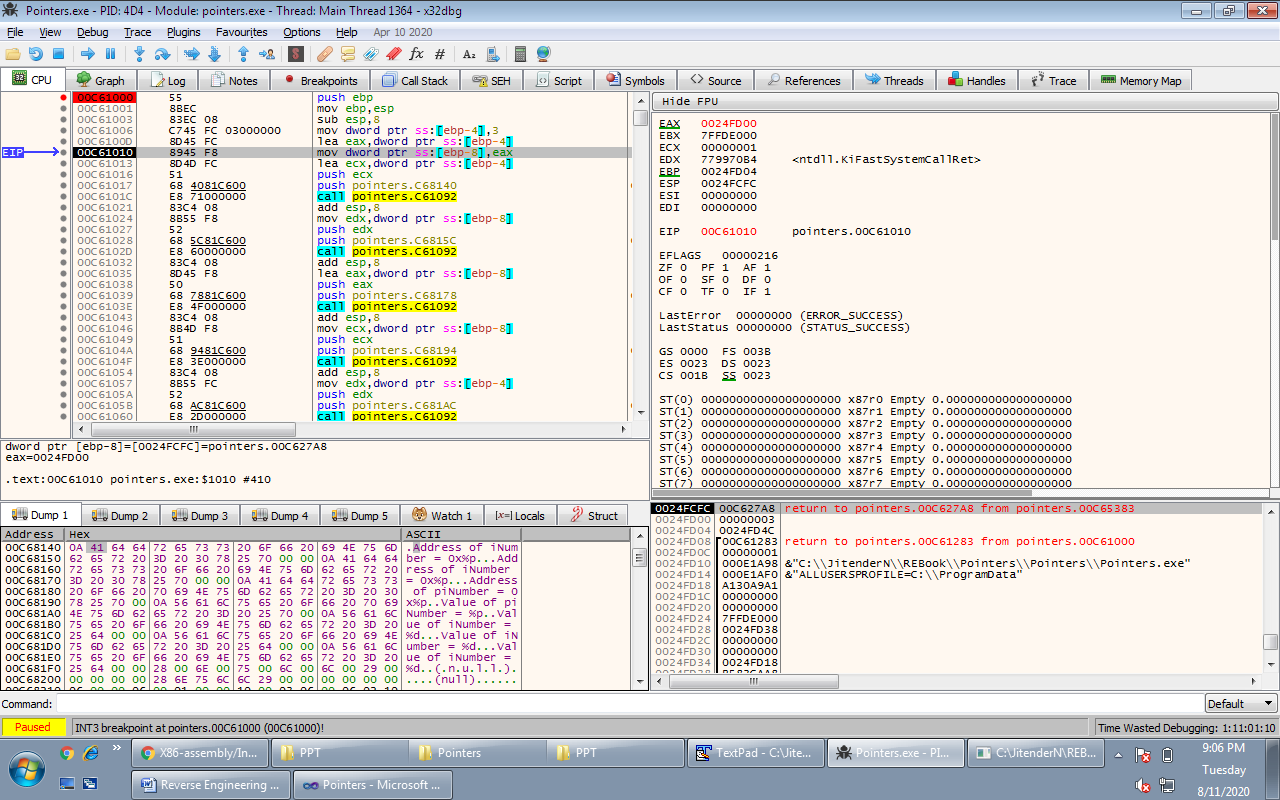 Pointers.exe - PID: 4D4 - Module: pointers.exe - Thread: Main Thread 1364 - x32dbg
File View Debug Trace Plugins Favourites Options Help Apr 10 2020
CPU Graph Log Notes Breakpoints Call Stack SEH Script Symbols Source References Threads Handles Trace Memory Map
00C61000 55 push ebp
00C61001 8BEC mov ebp,esp
00C61003 83EC 08 sub esp,8
00C61006 C745 FC 03000000 mov dword ptr ss:[ebp-4],3
00C6100D 8D45 FC lea eax,dword ptr ss:[ebp-4]
EIP 00C61010 8945 F8 mov dword ptr ss:[ebp-8],eax
00C61013 8D4D FC lea ecx,dword ptr ss:[ebp-4]
00C61016 51 push ecx
00C61017 68 4081C600 push pointers.C68140
00C6101C E8 71000000 call pointers.C61092
00C61021 83C4 08 add esp,8
00C61024 8B55 F8 mov edx,dword ptr ss:[ebp-8]
00C61027 52 push edx
00C61028 68 5C81C600 push pointers.C6815C
00C6102D E8 60000000 call pointers.C61092
00C61032 83C4 08 add esp,8
00C61035 8D45 F8 lea eax,dword ptr ss:[ebp-8]
00C61038 50 push eax
00C61039 68 7881C600 push pointers.C68178
00C6103E E8 4F000000 call pointers.C61092
00C61043 83C4 08 add esp,8
00C61046 8B4D F8 mov ecx,dword ptr ss:[ebp-8]
00C61049 51 push ecx
00C6104A 68 9481C600 push pointers.C68194
00C6104F E8 3E000000 call pointers.C61092
00C61054 83C4 08 add esp,8
00C61057 8B55 FC mov edx,dword ptr ss:[ebp-4]
00C6105A 52 push edx
00C6105B 68 AC81C600 push pointers.C681AC
00C61060 E8 2D000000 call pointers.C61092
dword ptr [ebp-8]=[0024FCFC]=pointers.00C627A8
eax=0024FD00
.text:00C61010 pointers.exe:$1010 #410
Hide FPU
EAX 0024FD00
EBX 7FFDE000
ECX 00000001
EDX 779970B4 <ntdll.KiFastSystemCallRet>
EBP 0024FD04
ESP 0024FCFC
ESI 00000000
EDI 00000000
EIP 00C61010 pointers.00C61010
EFLAGS 00000216
ZF 0 PF 1 AF 1
OF 0 SF 0 DF 0
CF 0 TF 0 IF 1
LastError 00000000 (ERROR_SUCCESS)
LastStatus 00000000 (STATUS_SUCCESS)
GS 0000 FS 003B
ES 0023 DS 0023
CS 001B SS 0023
ST(0) 00000000000000000000 x87r0 Empty 0.000000000000000000
ST(1) 00000000000000000000 x87r1 Empty 0.000000000000000000
ST(2) 00000000000000000000 x87r2 Empty 0.000000000000000000
ST(3) 00000000000000000000 x87r3 Empty 0.000000000000000000
ST(4) 00000000000000000000 x87r4 Empty 0.000000000000000000
ST(5) 00000000000000000000 x87r5 Empty 0.000000000000000000
ST(6) 00000000000000000000 x87r6 Empty 0.000000000000000000
ST(7) 00000000000000000000 x87r7 Empty 0.000000000000000000
Dump 1 Dump 2 Dump 3 Dump 4 Dump 5 Watch 1 [x=] Locals Struct
Address Hex ASCII
00C68140 0A 41 64 64 72 65 73 73 20 6F 66 20 69 4E 75 6D .Address of iNum
00C68150 62 65 72 20 3D 20 30 78 25 70 00 00 0A 41 64 64 ber = 0x%p...Add
00C68160 72 65 73 73 20 6F 66 20 69 4E 75 6D 62 65 72 20 ress of iNumber
00C68170 3D 20 30 78 25 70 00 00 0A 41 64 64 72 65 73 73 = 0x%p...Address
00C68180 20 6F 66 20 70 69 4E 75 6D 62 65 72 20 3D 20 30 of piNumber = 0
00C68190 78 25 70 00 0A 56 61 6C 75 65 20 6F 66 20 70 69 x%p..Value of pi
00C681A0 4E 75 6D 62 65 72 20 3D 20 25 70 00 0A 56 61 6C Number = %p..Val
00C681B0 75 65 20 6F 66 20 69 4E 75 6D 62 65 72 20 3D 20 ue of iNumber =
00C681C0 25 64 00 00 0A 56 61 6C 75 65 20 6F 66 20 69 4E %d...Value of iN
00C681D0 75 6D 62 65 72 20 3D 20 25 64 00 00 0A 56 61 6C umber = %d...Val
00C681E0 75 65 20 6F 66 20 69 4E 75 6D 62 65 72 20 3D 20 ue of iNumber =
00C681F0 25 64 00 00 28 00 6E 00 75 00 6C 00 6C 00 29 00 %d..(.n.u.l.l.).
00C68200 00 00 00 00 28 6E 75 6C 6C 29 00 00 00 00 00 00 ....(null)......
0024FCFC 00C627A8 return to pointers.00C627A8 from pointers.00C65383
0024FD00 00000003
0024FD04 0024FD4C
0024FD08 00C61283 return to pointers.00C61283 from pointers.00C61000
0024FD0C 00000001
0024FD10 000E1A98 &"C:\\JitenderN\\REBook\\Pointers\\Pointers\\Pointers.exe"
0024FD14 000E1AF0 &"ALLUSERSPROFILE=C:\\ProgramData"
0024FD18 A130A9A1
0024FD1C 00000000
0024FD20 00000000
0024FD24 7FFDE000
0024FD28 0024FD38
0024FD2C 00000000
0024FD30 00000000
0024FD34 0024FD18
Command:
Default
Paused INT3 breakpoint at pointers.00C61000 (00C61000)! Time Wasted Debugging: 1:11:01:10
X86-assembly/In... PPT Pointers PPT TextPad - C:\Jite... Pointers.exe - PI... C:\JitenderN\REB...
Reverse Engineering ... Pointers - Microsoft ...
9:06 PM
Tuesday
8/11/2020